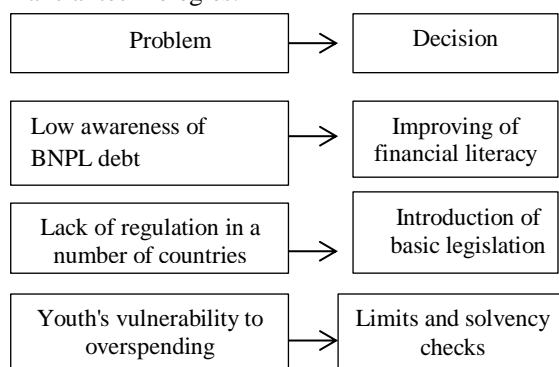 Problem
Decision
Low awareness of
BNPL debt
Improving of
financial literacy
Lack of regulation in a
number of countries
Introduction of
basic legislation
Youth's vulnerability to
overspending
Limits and solvency
checks